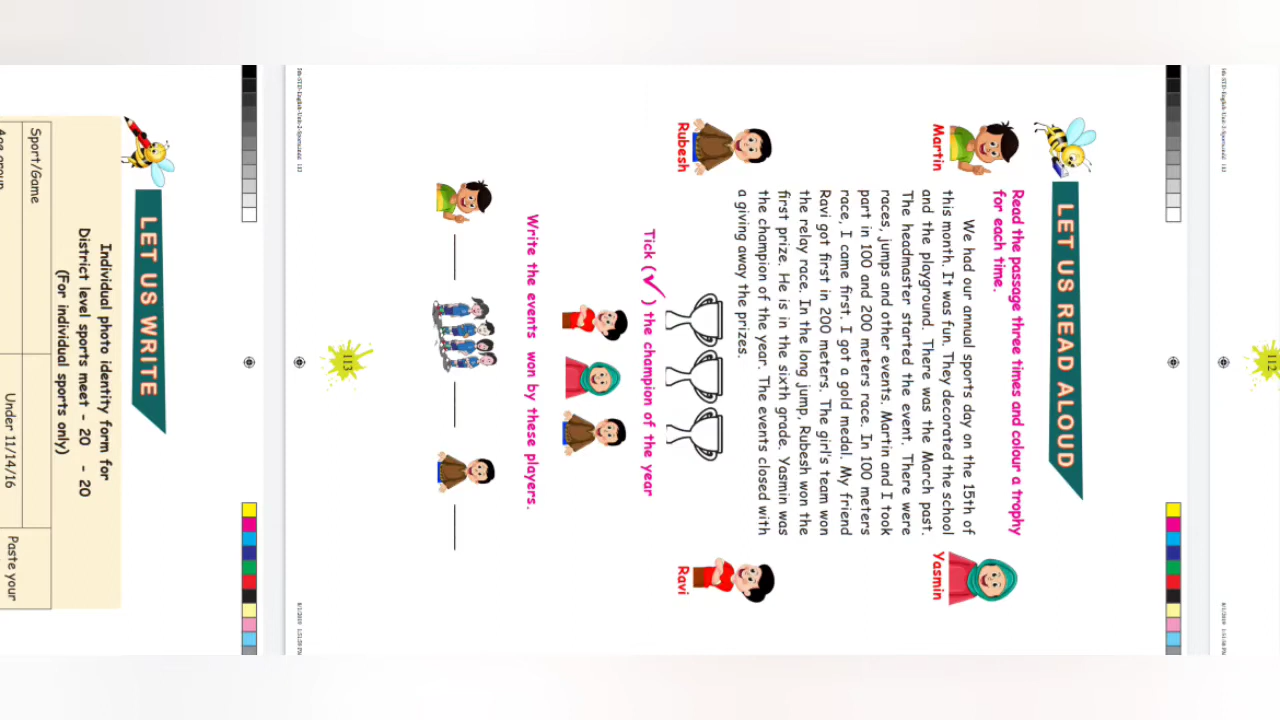 112
LET US READ ALOUD
Read the passage three times and colour a trophy
for each time.
Martin
Yasmin
We had our annual sports day on the 15th of
this month. It was fun. They decorated the school
and the playground. There was the March past.
The headmaster started the event. There were
races, jumps and other events. Martin and I took
part in 100 and 200 meters race. In 100 meters
race, I came first. I got a gold medal. My friend
Ravi got first in 200 meters. The girl's team won
the relay race. In the long jump, Rubesh won the
first prize. He is in the sixth grade. Yasmin was
the champion of the year. The events closed with
a giving away the prizes.
Rubesh
Ravi
Tick (✓) the champion of the year
Write the events won by these players.
113
LET US WRITE
Individual photo identity form for
District level sports meet - 20 - 20
(For individual sports only)
Sport/Game
Under 11/14/16
Paste your
Age group